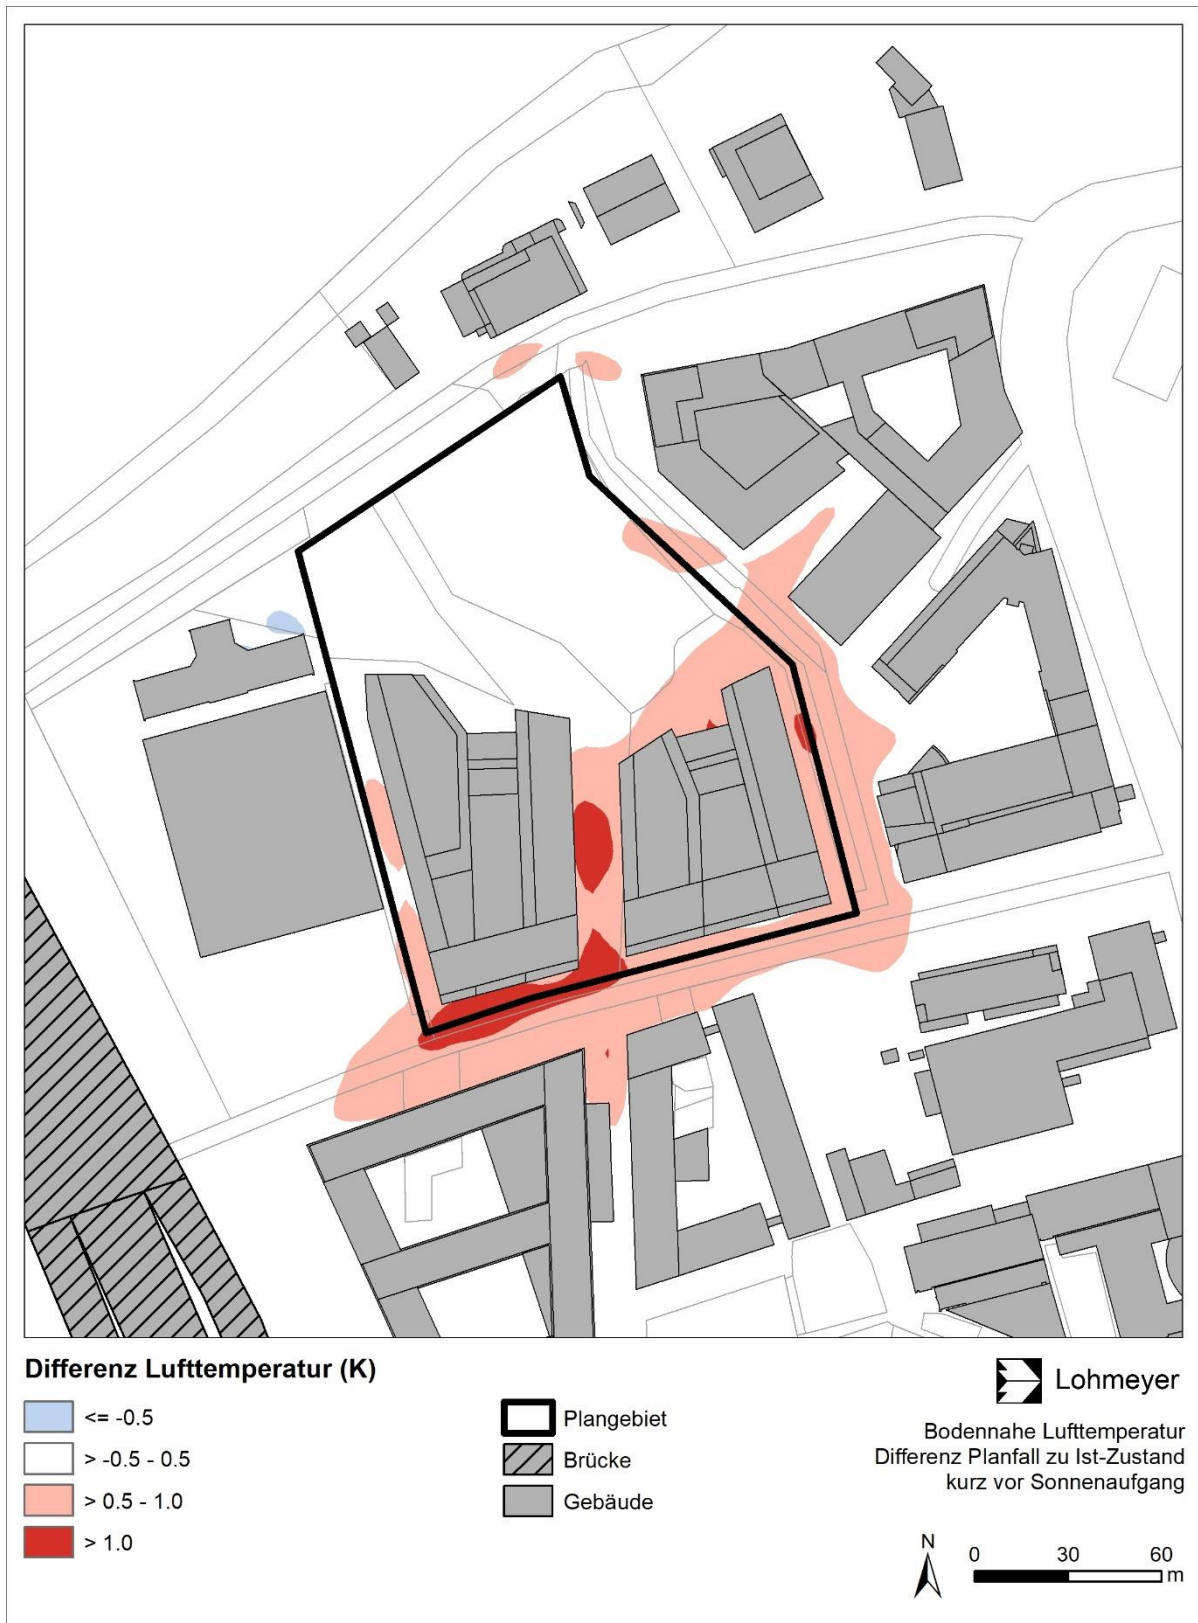 Differenz Lufttemperatur (K)
<= -0.5
> -0.5 - 0.5
> 0.5 - 1.0
> 1.0
Plangebiet
Brücke
Gebäude
Lohmeyer
Bodennahe Lufttemperatur
Differenz Planfall zu Ist-Zustand
kurz vor Sonnenaufgang
N
0 30 60
m